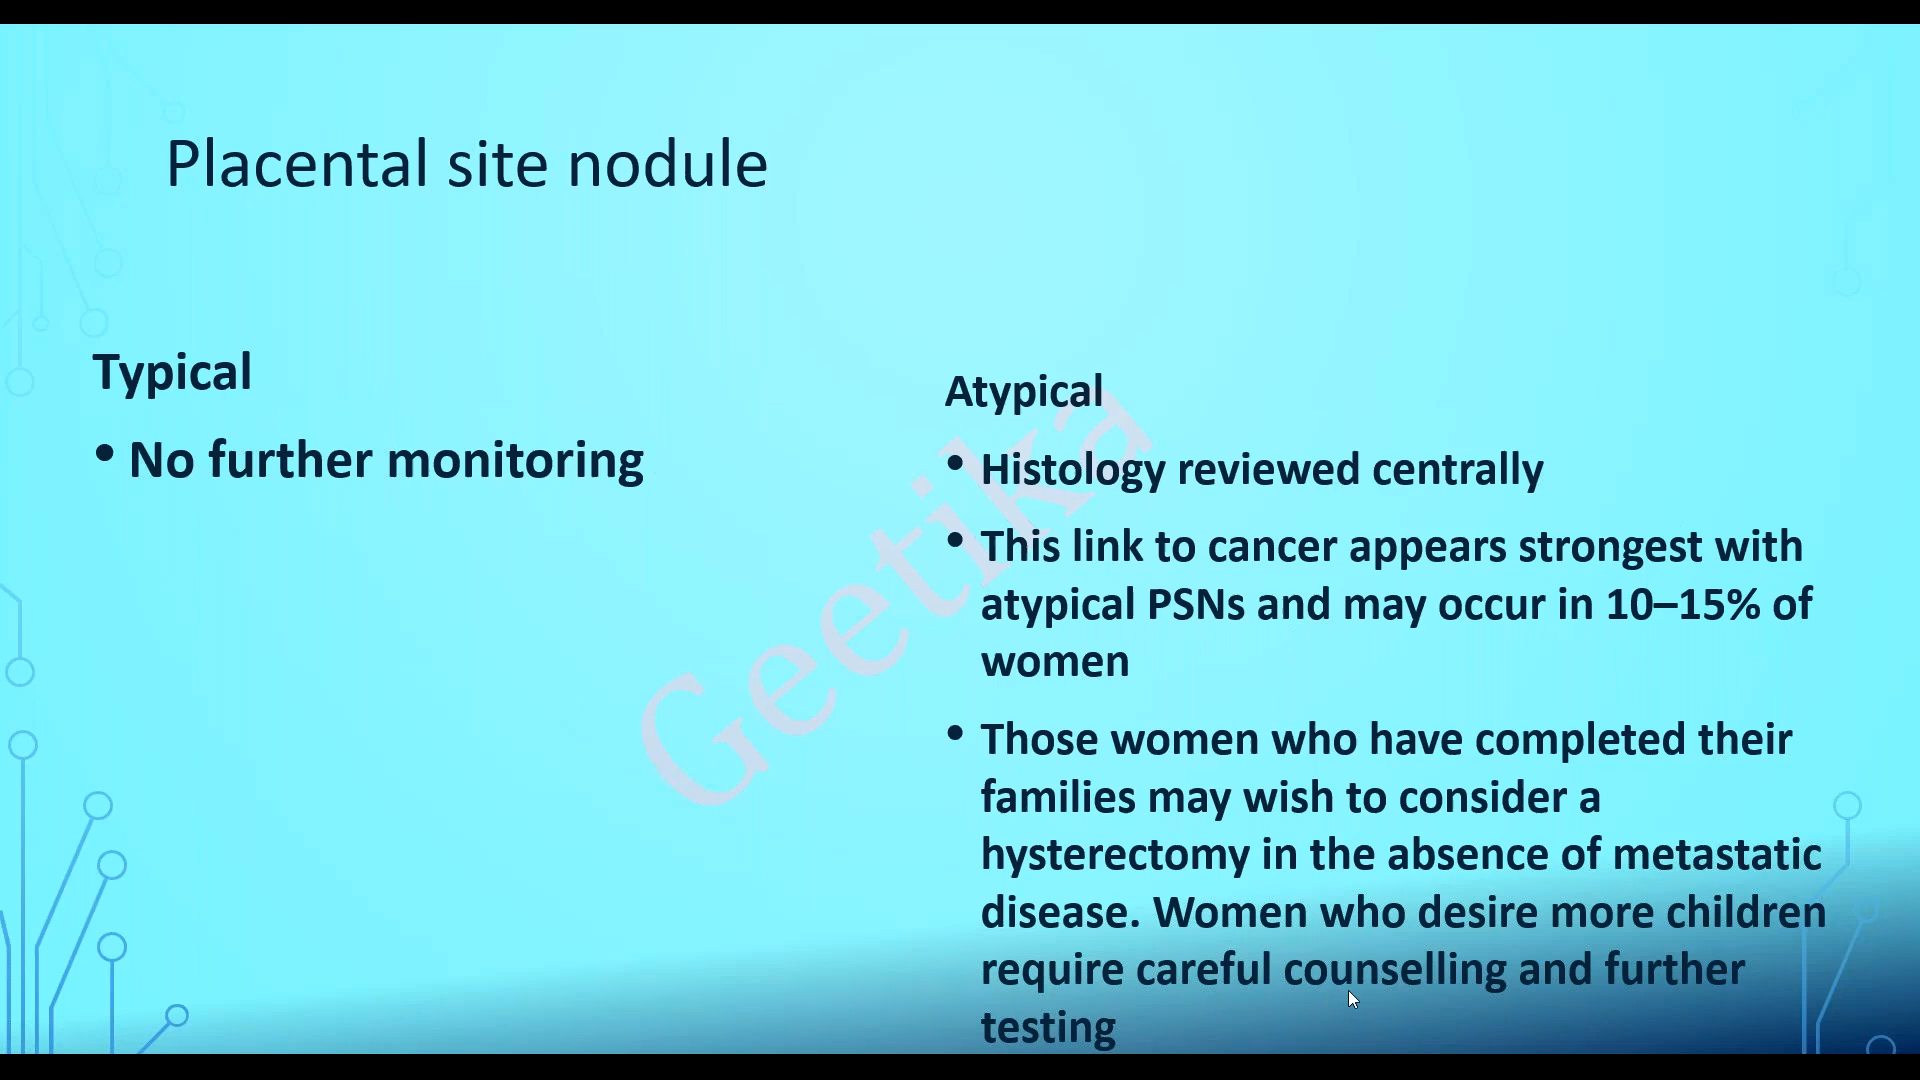 Placental site nodule
Typical
• No further monitoring
Atypical
• Histology reviewed centrally
• This link to cancer appears strongest with
atypical PSNs and may occur in 10–15% of
women
• Those women who have completed their
families may wish to consider a
hysterectomy in the absence of metastatic
disease. Women who desire more children
require careful counselling and further
testing
Geetika